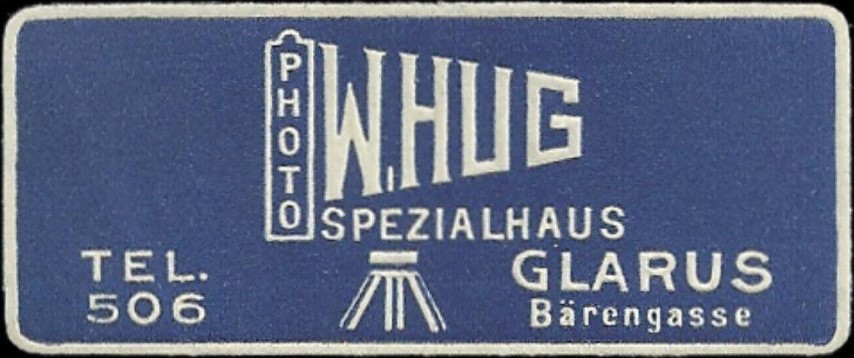 PHOTO
W. HUG
SPEZIALHAUS
TEL.
506
GLARUS
Bärengasse